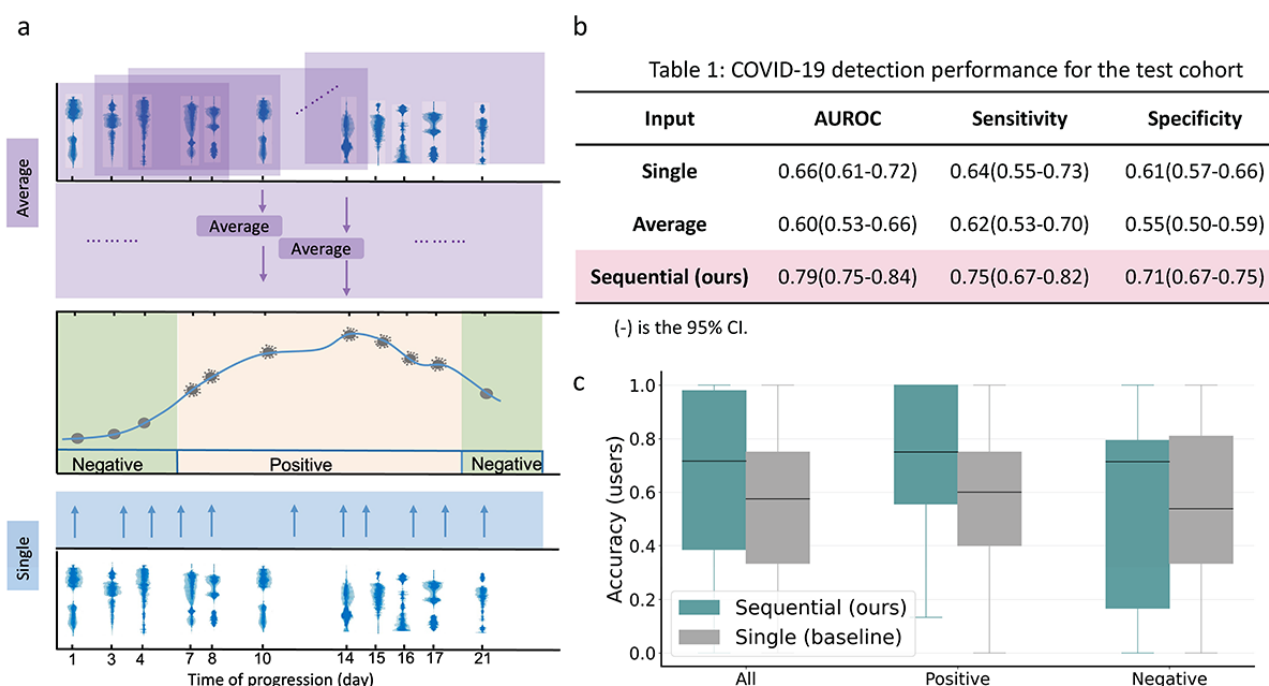 a
Average
Average
Average
Negative
Positive
Negative
Single
1 3 4 7 8 10 14 15 16 17 21
Time of progression (day)
b
Table 1: COVID-19 detection performance for the test cohort
Input AUROC Sensitivity Specificity
Single 0.66(0.61-0.72) 0.64(0.55-0.73) 0.61(0.57-0.66)
Average 0.60(0.53-0.66) 0.62(0.53-0.70) 0.55(0.50-0.59)
Sequential (ours) 0.79(0.75-0.84) 0.75(0.67-0.82) 0.71(0.67-0.75)
(-) is the 95% CI.
c
Accuracy (users)
1.0
0.8
0.6
0.4
0.2
0.0
Sequential (ours)
Single (baseline)
All Positive Negative